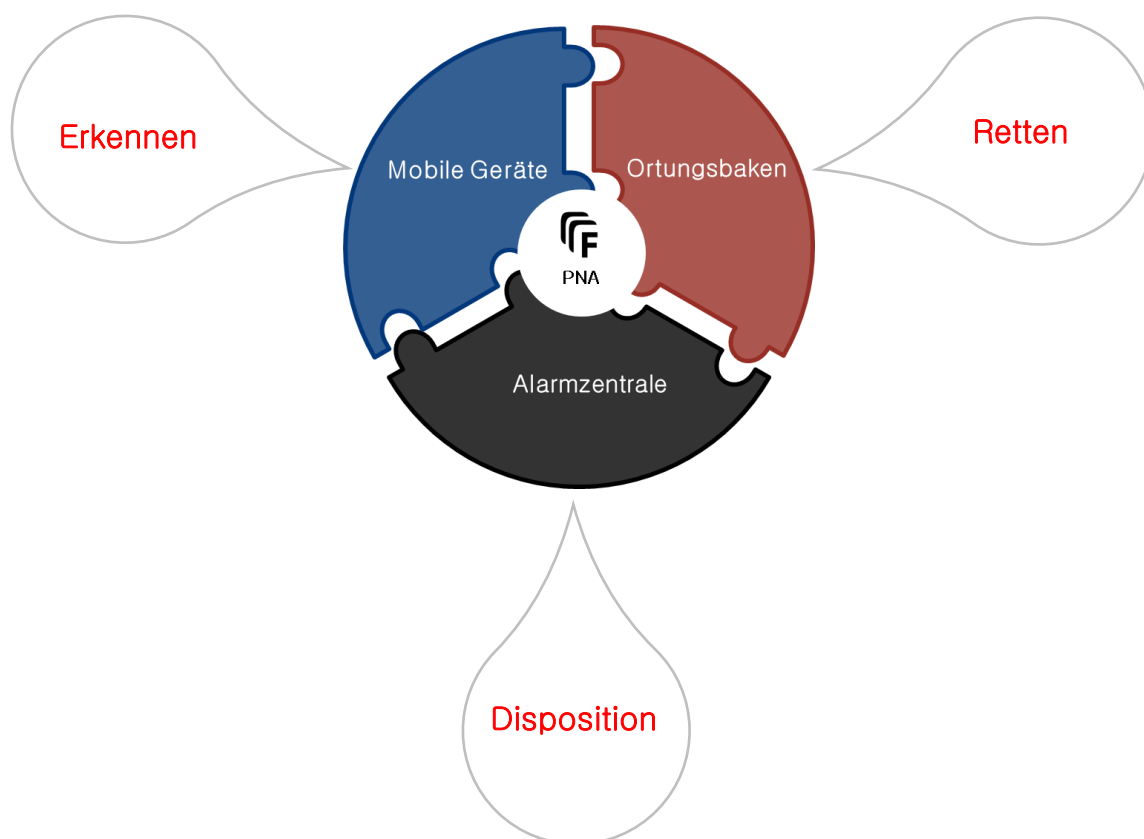 Erkennen
Retten
Mobile Geräte
Ortungsbaken
F
PNA
Alarmzentrale
Disposition